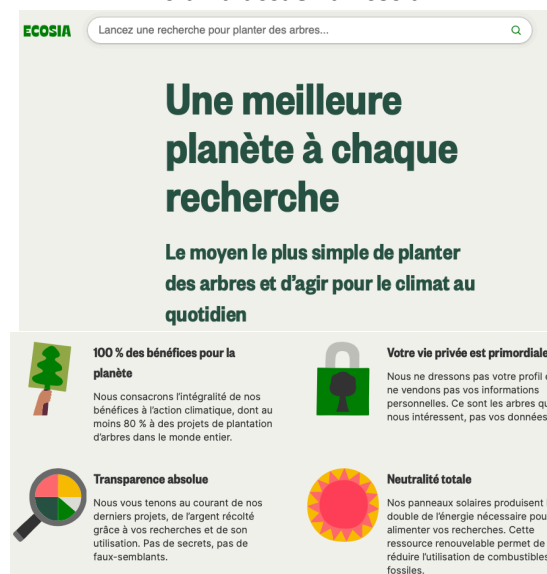 ECOSIA
Lancez une recherche pour planter des arbres...
Une meilleure
planète à chaque
recherche
Le moyen le plus simple de planter
des arbres et d'agir pour le climat au
quotidien
100 % des bénéfices pour la
planète
Nous consacrons l'intégralité de nos
bénéfices à l'action climatique, dont au
moins 80 % à des projets de plantation
d'arbres dans le monde entier.
Votre vie privée est primordiale
Nous ne dressons pas votre profil
ne vendons pas vos informations
personnelles. Ce sont les arbres
nous intéressent, pas vos données
Transparence absolue
Nous vous tenons au courant de nos
derniers projets, de l'argent récolté
grâce à vos recherches et de son
utilisation. Pas de secrets, pas de
faux-semblants.
Neutralité totale
Nos panneaux solaires produisent
double de l'énergie nécessaire
alimenter vos recherches. Cette
ressource renouvelable permet de
réduire l'utilisation de combustibles
fossiles.